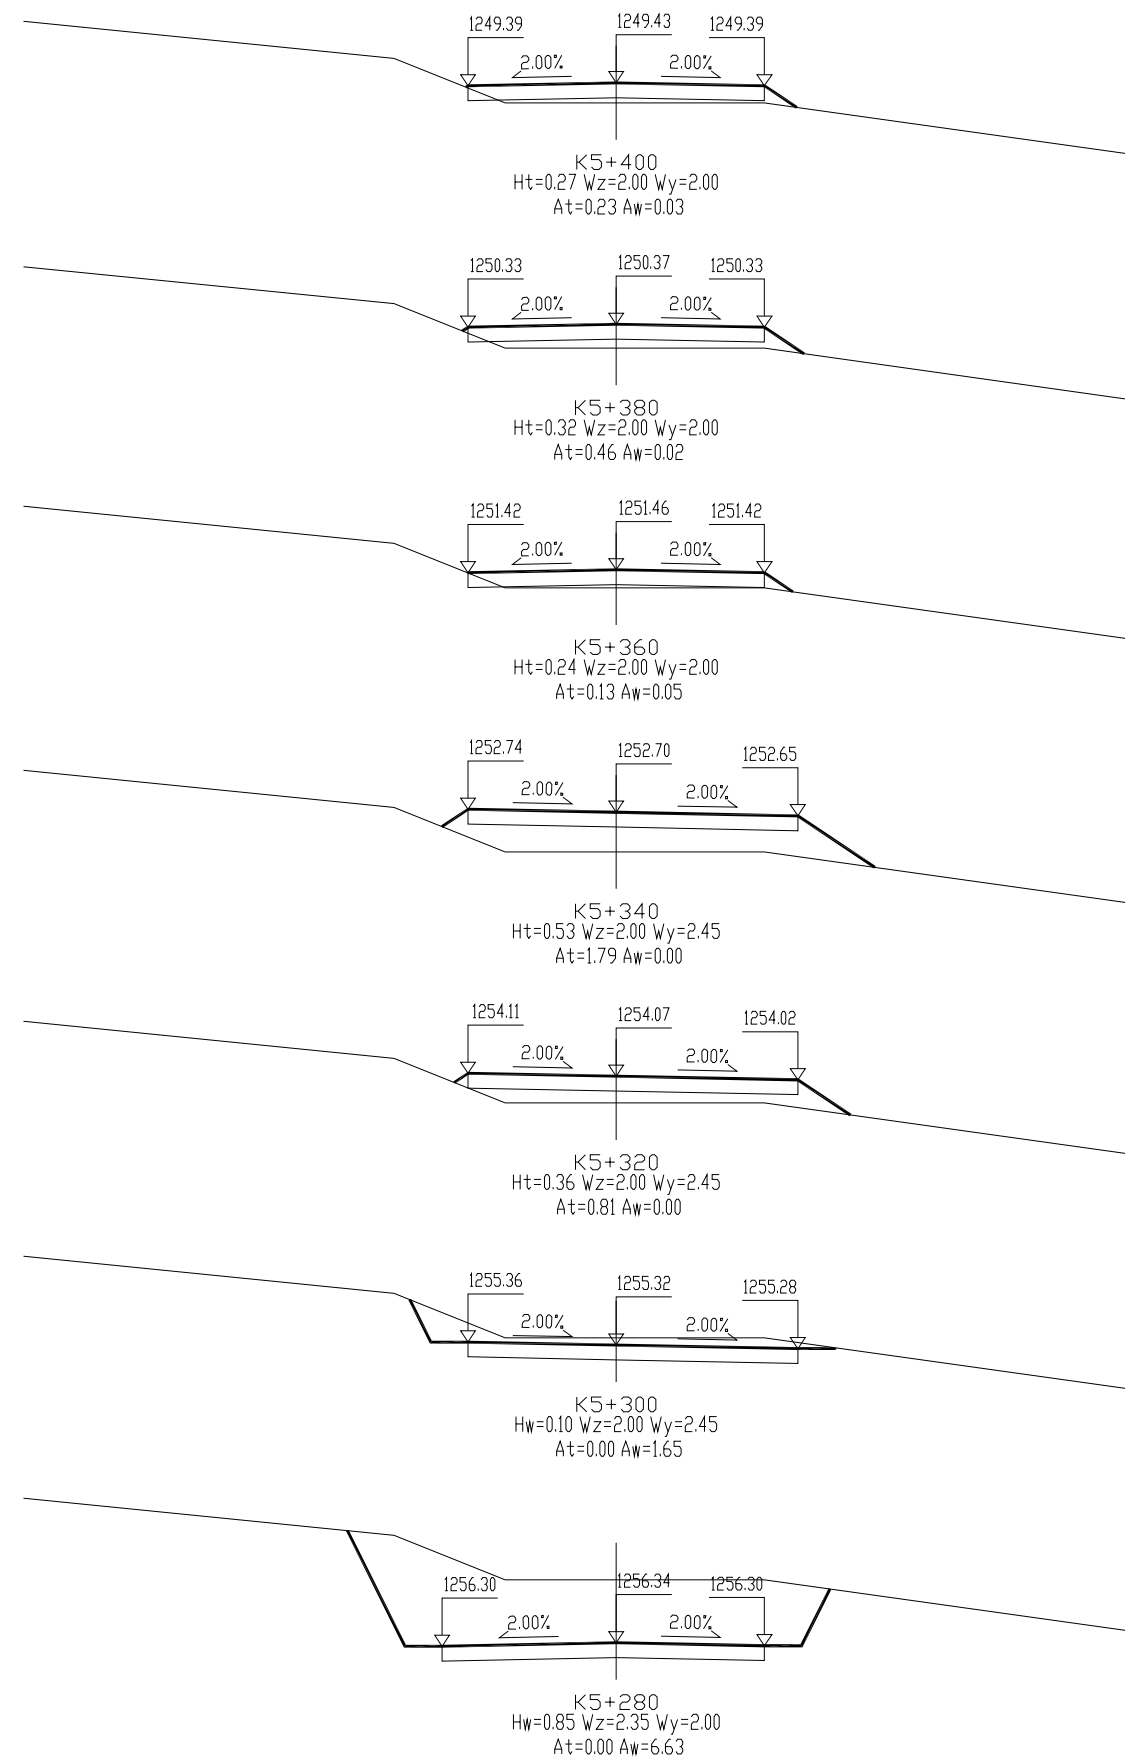 1249.39 1249.43 1249.39
2.00% 2.00%
K5+400
Ht=0.27 Wz=2.00 Wy=2.00
At=0.23 Aw=0.03
1250.33 1250.37 1250.33
2.00% 2.00%
K5+380
Ht=0.32 Wz=2.00 Wy=2.00
At=0.46 Aw=0.02
1251.42 1251.46 1251.42
2.00% 2.00%
K5+360
Ht=0.24 Wz=2.00 Wy=2.00
At=0.13 Aw=0.05
1252.74 1252.70 1252.65
2.00% 2.00%
K5+340
Ht=0.53 Wz=2.00 Wy=2.45
At=1.79 Aw=0.00
1254.11 1254.07 1254.02
2.00% 2.00%
K5+320
Ht=0.36 Wz=2.00 Wy=2.45
At=0.81 Aw=0.00
1255.36 1255.32 1255.28
2.00% 2.00%
K5+300
Hw=0.10 Wz=2.00 Wy=2.45
At=0.00 Aw=1.65
1256.30 1256.34 1256.30
2.00% 2.00%
K5+280
Hw=0.85 Wz=2.35 Wy=2.00
At=0.00 Aw=6.63